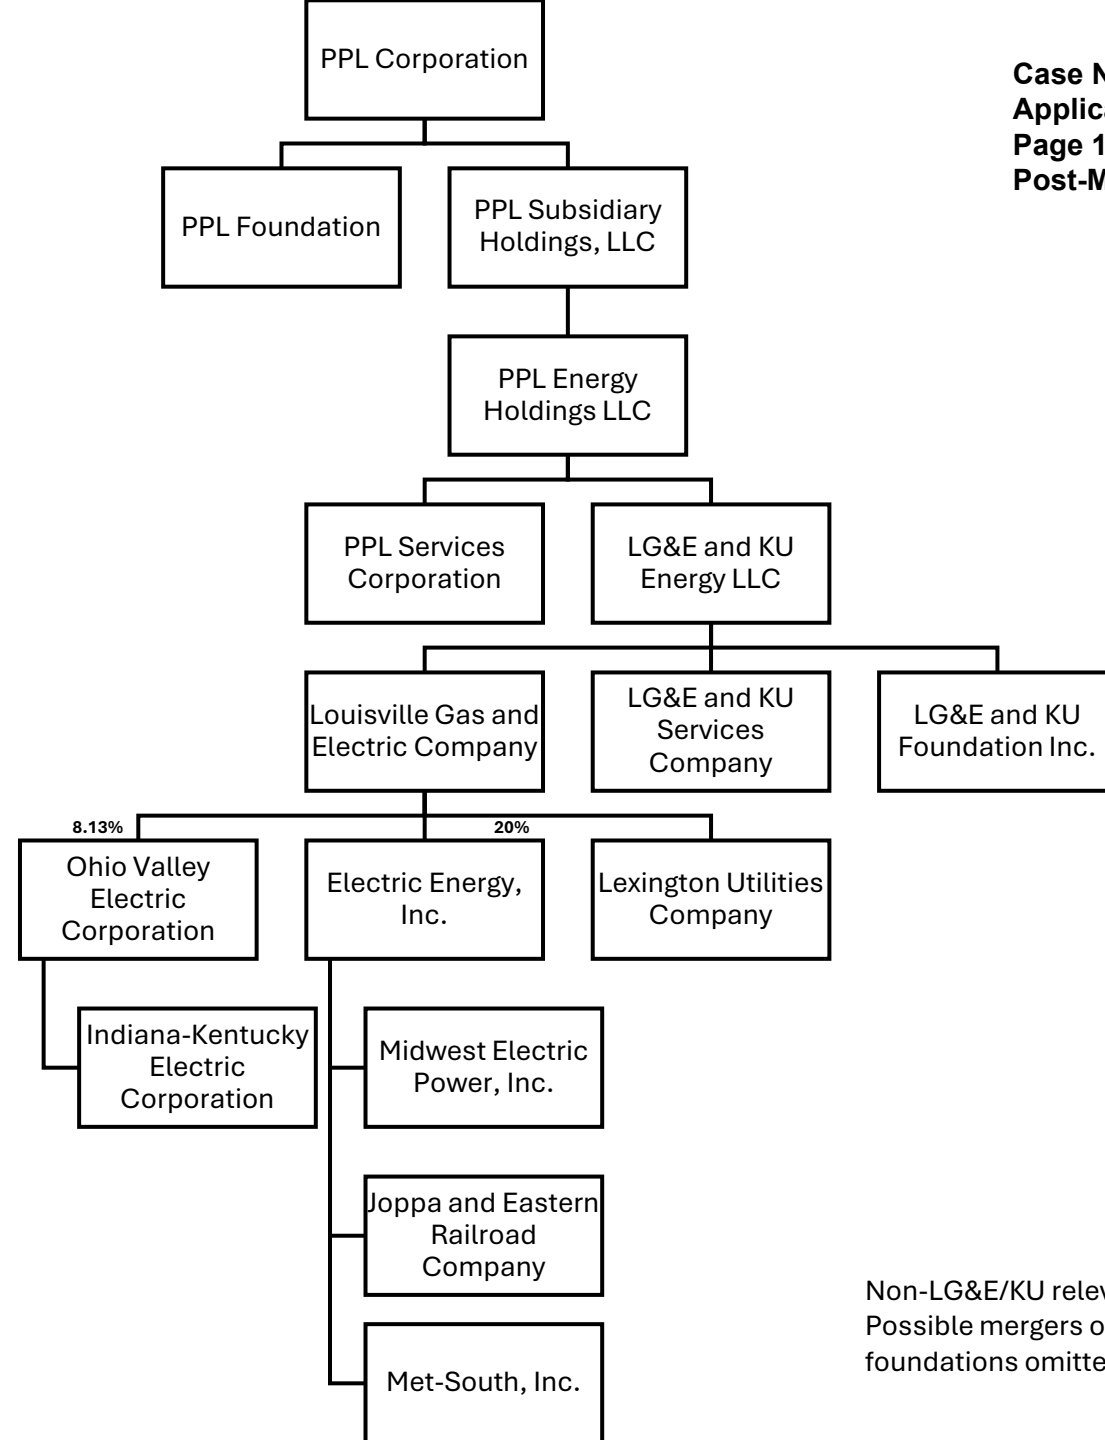 PPL Corporation
Case N
Applica
Page 1
Post-M
PPL Foundation
PPL Subsidiary
Holdings, LLC
PPL Energy
Holdings LLC
PPL Services
Corporation
LG&E and KU
Energy LLC
Louisville Gas and
Electric Company
LG&E and KU
Services
Company
LG&E and KU
Foundation Inc.
8.13%
20%
Ohio Valley
Electric
Corporation
Electric Energy,
Inc.
Lexington Utilities
Company
Indiana-Kentucky
Electric
Corporation
Midwest Electric
Power, Inc.
Joppa and Eastern
Railroad
Company
Met-South, Inc.
Non-LG&E/KU relev
Possible mergers o
foundations omitte